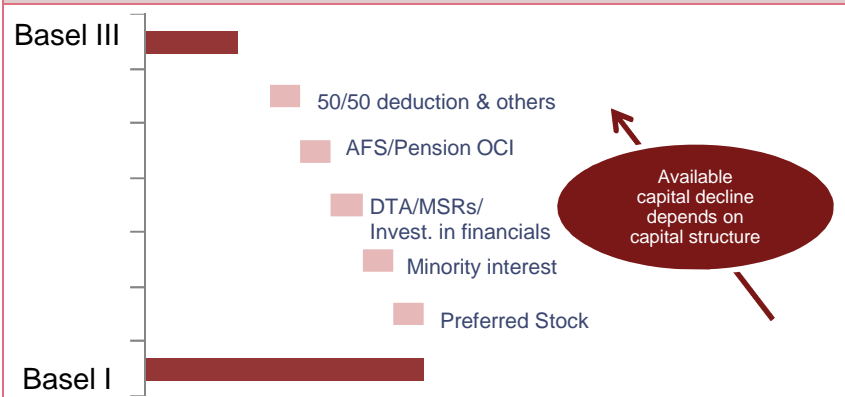 Basel III
50/50 deduction & others
AFS/Pension OCI
DTA/MSRs/
Invest. in financials
Minority interest
Preferred Stock
Basel I
Available
capital decline
depends on
capital structure